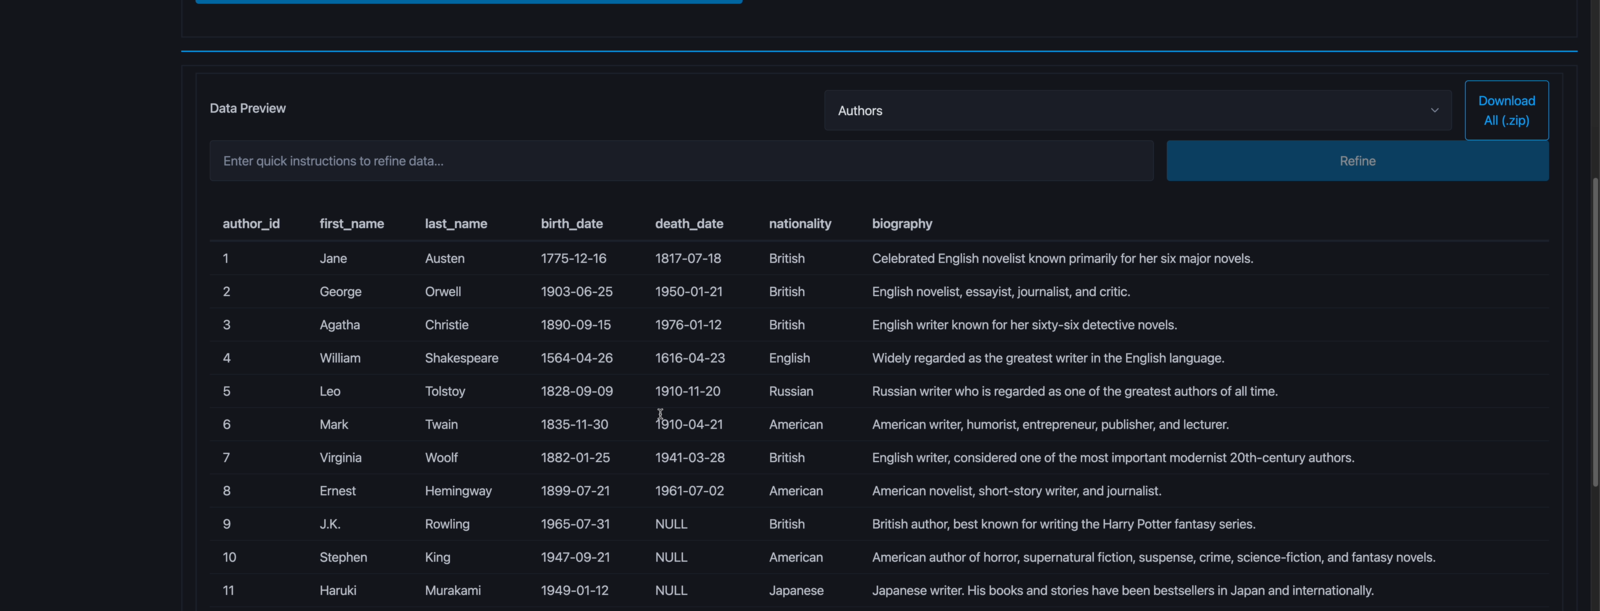 Data Preview
Authors
Download
All (.zip)
Enter quick instructions to refine data...
Refine
author_id first_name last_name birth_date death_date nationality biography
1 Jane Austen 1775-12-16 1817-07-18 British Celebrated English novelist known primarily for her six major novels.
2 George Orwell 1903-06-25 1950-01-21 British English novelist, essayist, journalist, and critic.
3 Agatha Christie 1890-09-15 1976-01-12 British English writer known for her sixty-six detective novels.
4 William Shakespeare 1564-04-26 1616-04-23 English Widely regarded as the greatest writer in the English language.
5 Leo Tolstoy 1828-09-09 1910-11-20 Russian Russian writer who is regarded as one of the greatest authors of all time.
6 Mark Twain 1835-11-30 1910-04-21 American American writer, humorist, entrepreneur, publisher, and lecturer.
7 Virginia Woolf 1882-01-25 1941-03-28 British English writer, considered one of the most important modernist 20th-century authors.
8 Ernest Hemingway 1899-07-21 1961-07-02 American American novelist, short-story writer, and journalist.
9 J.K. Rowling 1965-07-31 NULL British British author, best known for writing the Harry Potter fantasy series.
10 Stephen King 1947-09-21 NULL American American author of horror, supernatural fiction, suspense, crime, science-fiction, and fantasy novels.
11 Haruki Murakami 1949-01-12 NULL Japanese Japanese writer. His books and stories have been bestsellers in Japan and internationally.